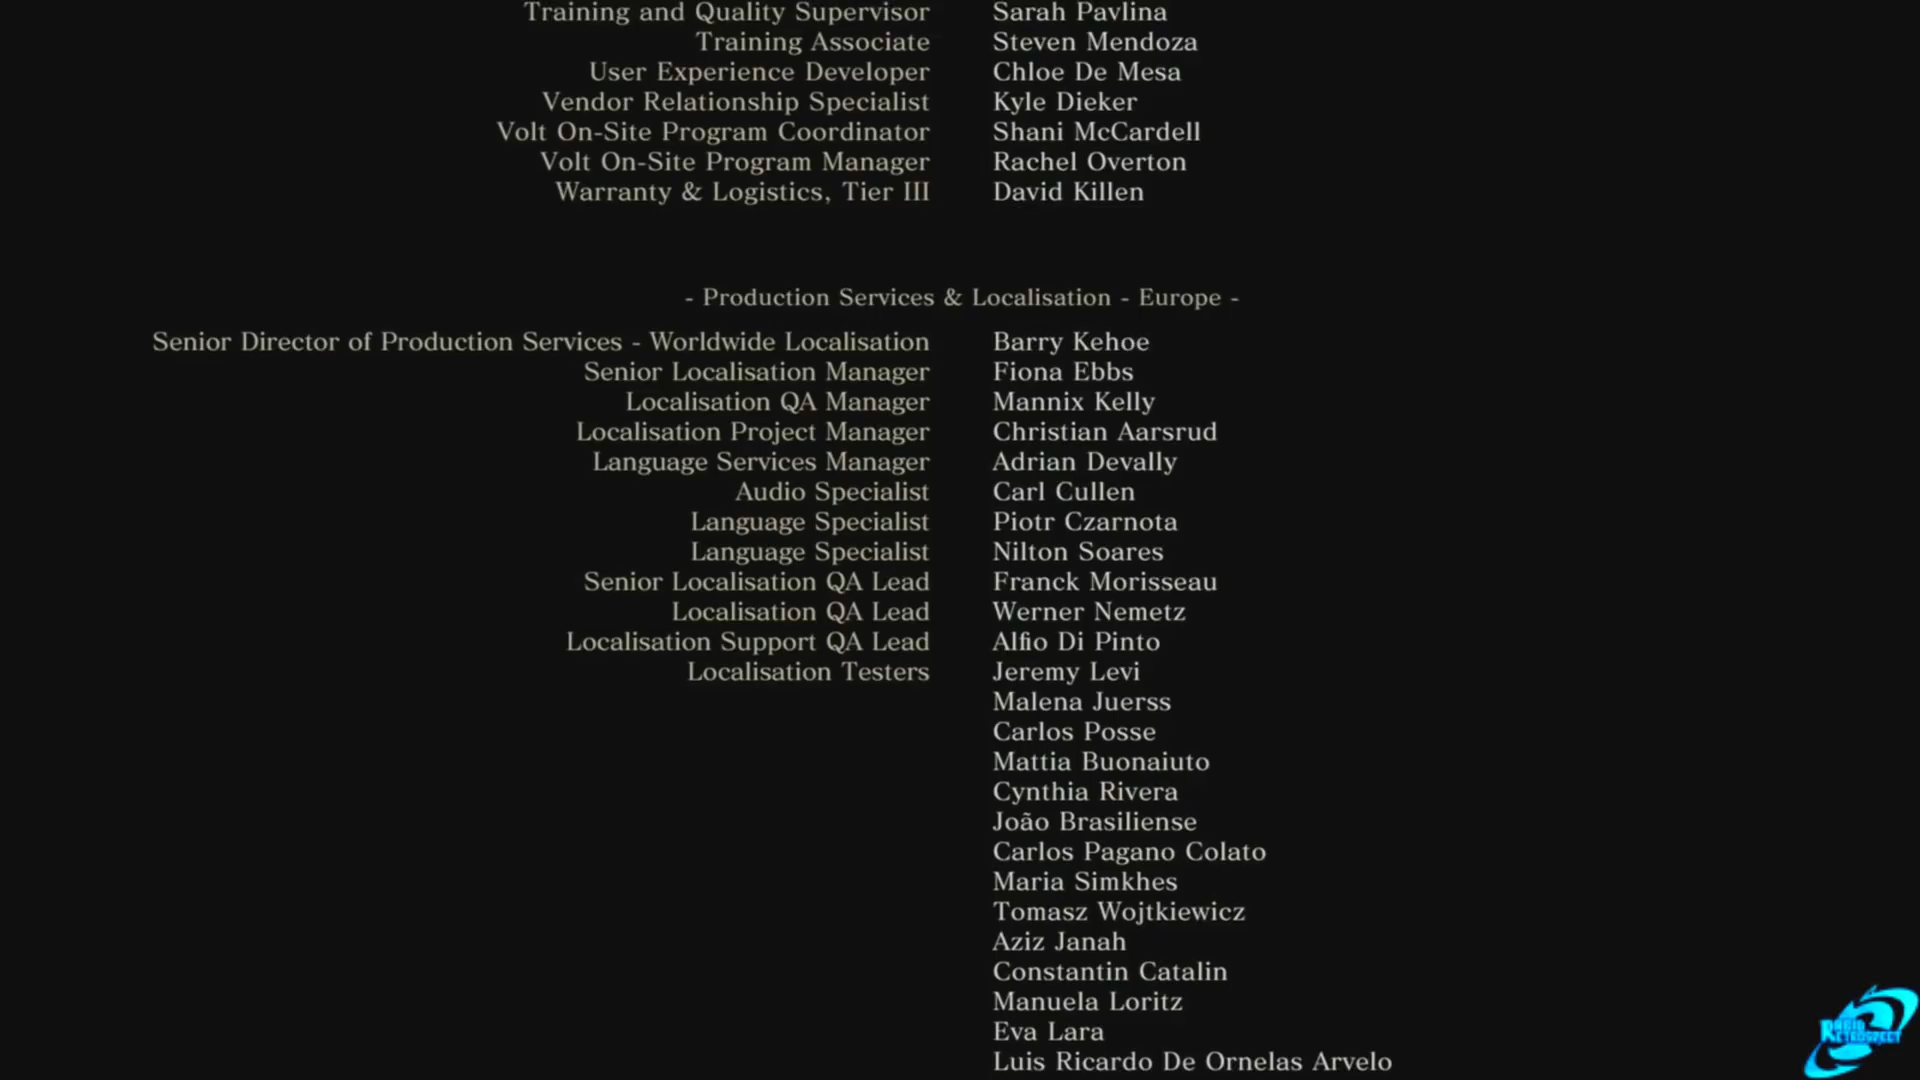 Training and Quality Supervisor Sarah Pavlina
Training Associate Steven Mendoza
User Experience Developer Chloe De Mesa
Vendor Relationship Specialist Kyle Dieker
Volt On-Site Program Coordinator Shani McCardell
Volt On-Site Program Manager Rachel Overton
Warranty & Logistics, Tier III David Killen
- Production Services & Localisation - Europe -
Senior Director of Production Services - Worldwide Localisation Barry Kehoe
Senior Localisation Manager Fiona Ebbs
Localisation QA Manager Mannix Kelly
Localisation Project Manager Christian Aarsrud
Language Services Manager Adrian Devally
Audio Specialist Carl Cullen
Language Specialist Piotr Czarnota
Language Specialist Nilton Soares
Senior Localisation QA Lead Franck Morisseau
Localisation QA Lead Werner Nemetz
Localisation Support QA Lead Alfio Di Pinto
Localisation Testers Jeremy Levi
Malena Juerss
Carlos Posse
Mattia Buonaiuto
Cynthia Rivera
João Brasiliense
Carlos Pagano Colato
Maria Simkhes
Tomasz Wojtkiewicz
Aziz Janah
Constantin Catalin
Manuela Loritz
Eva Lara
Luis Ricardo De Ornelas Arvelo
Retrospect